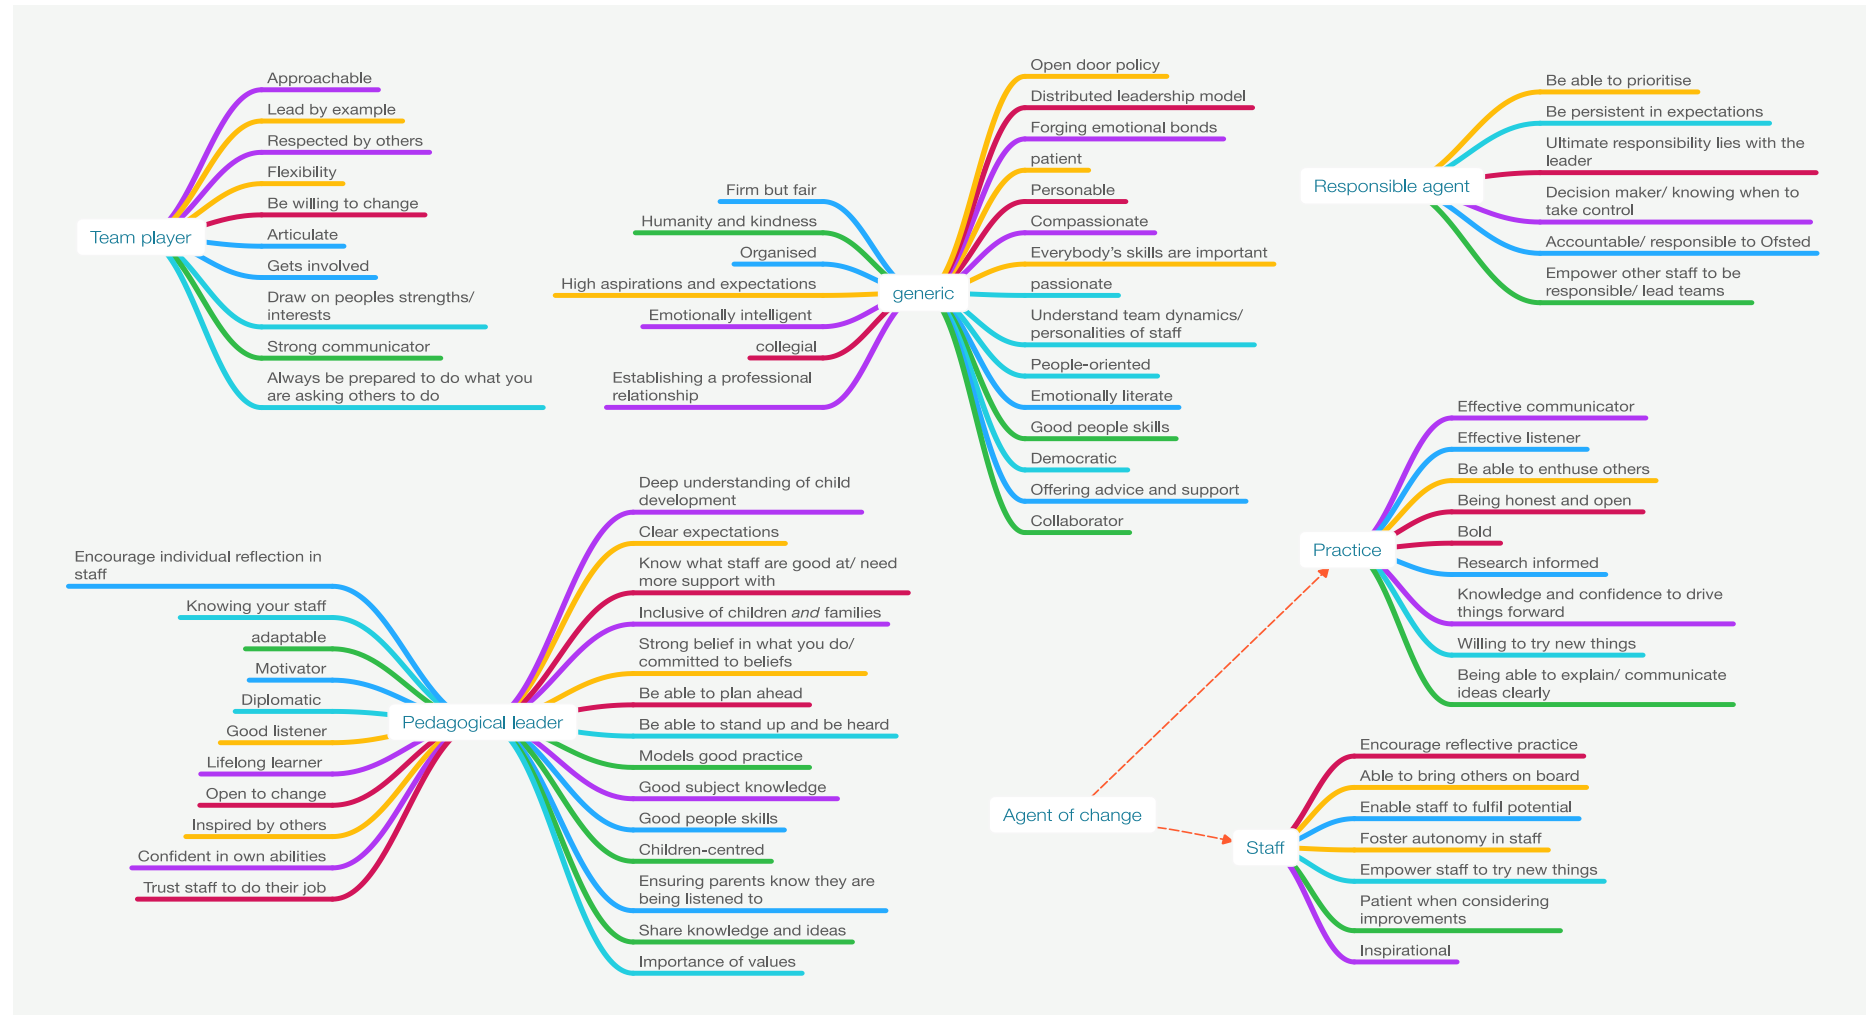 Team player
Approachable
Lead by example
Respected by others
Flexibility
Be willing to change
Articulate
Gets involved
Draw on peoples strengths/
interests
Strong communicator
Always be prepared to do what you
are asking others to do
generic
Firm but fair
Humanity and kindness
Organised
High aspirations and expectations
Emotionally intelligent
collegial
Establishing a professional
relationship
Open door policy
Distributed leadership model
Forging emotional bonds
patient
Personable
Compassionate
Everybody’s skills are important
passionate
Understand team dynamics/
personalities of staff
People-oriented
Emotionally literate
Good people skills
Democratic
Offering advice and support
Collaborator
Responsible agent
Be able to prioritise
Be persistent in expectations
Ultimate responsibility lies with the
leader
Decision maker/ knowing when to
take control
Accountable/ responsible to Ofsted
Empower other staff to be
responsible/ lead teams
Pedagogical leader
Encourage individual reflection in
staff
Knowing your staff
adaptable
Motivator
Diplomatic
Good listener
Lifelong learner
Open to change
Inspired by others
Confident in own abilities
Trust staff to do their job
Deep understanding of child
development
Clear expectations
Know what staff are good at/ need
more support with
Inclusive of children and families
Strong belief in what you do/
committed to beliefs
Be able to plan ahead
Be able to stand up and be heard
Models good practice
Good subject knowledge
Good people skills
Children-centred
Ensuring parents know they are
being listened to
Share knowledge and ideas
Importance of values
Agent of change
Practice
Effective communicator
Effective listener
Be able to enthuse others
Being honest and open
Bold
Research informed
Knowledge and confidence to drive
things forward
Willing to try new things
Being able to explain/ communicate
ideas clearly
Staff
Encourage reflective practice
Able to bring others on board
Enable staff to fulfil potential
Foster autonomy in staff
Empower staff to try new things
Patient when considering
improvements
Inspirational